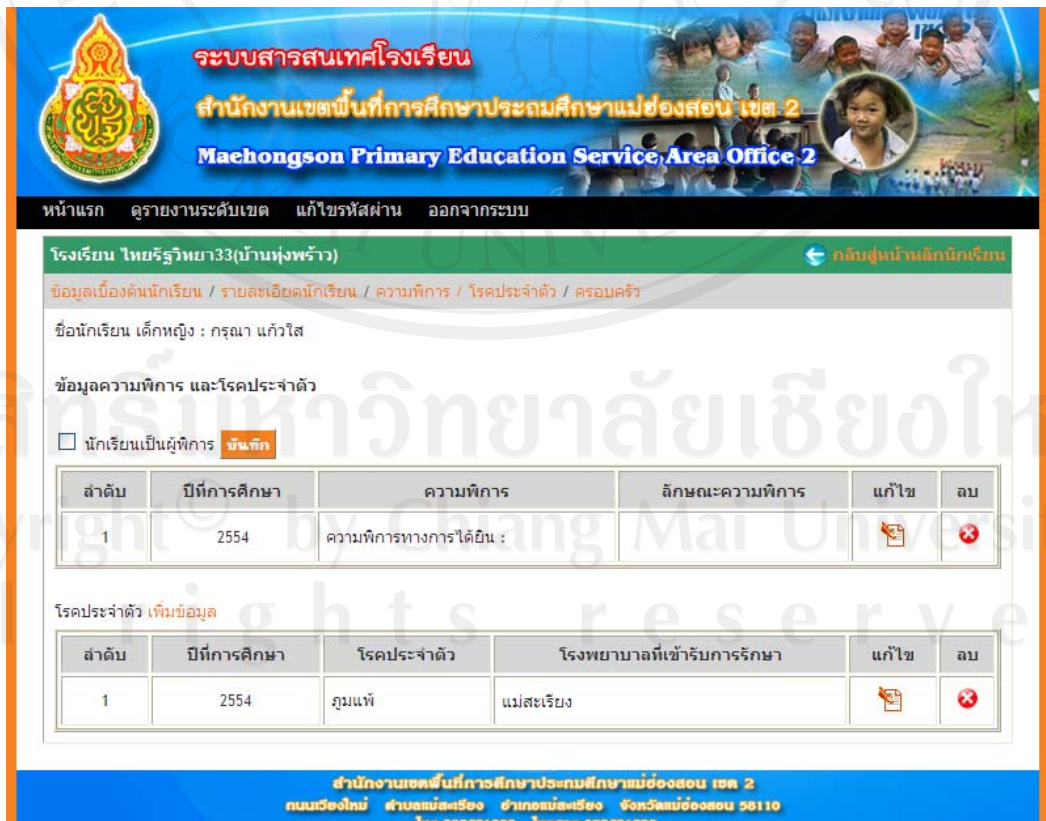 ระบบสารสนเทศโรงเรียน
สำนักงานเขตพื้นที่การศึกษาประถมศึกษาแม่ฮ่องสอน เขต 2
Maehongson Primary Education Service Area Office 2
หน้าแรก ดูรายงานระดับเขต แก้ไขรหัสผ่าน ออกจากระบบ
โรงเรียน ไทยรัฐวิทยา33(บ้านทุ่งพร้าว) กลับสู่หน้าหลักนักเรียน
ข้อมูลเบื้องต้นนักเรียน / รายละเอียดนักเรียน / ความพิการ / โรคประจำตัว / ครอบครัว
ชื่อนักเรียน เด็กหญิง : กรุณา แก้วใส
ข้อมูลความพิการ และโรคประจำตัว
นักเรียนเป็นผู้พิการ บันทึก
ลำดับ ปีที่การศึกษา ความพิการ ลักษณะความพิการ แก้ไข ลบ
1 2554 ความพิการทางการได้ยิน :
โรคประจำตัว เพิ่มข้อมูล
ลำดับ ปีที่การศึกษา โรคประจำตัว โรงพยาบาลที่เข้ารับการรักษา แก้ไข ลบ
1 2554 ภูมแพ้ แม่สะเรียง
สำนักงานเขตพื้นที่การศึกษาประถมศึกษาแม่ฮ่องสอน เขต 2
ถนนเวียงใหม่ ตำบลแม่สะเรียง อำเภอแม่สะเรียง จังหวัดแม่ฮ่องสอน 58110